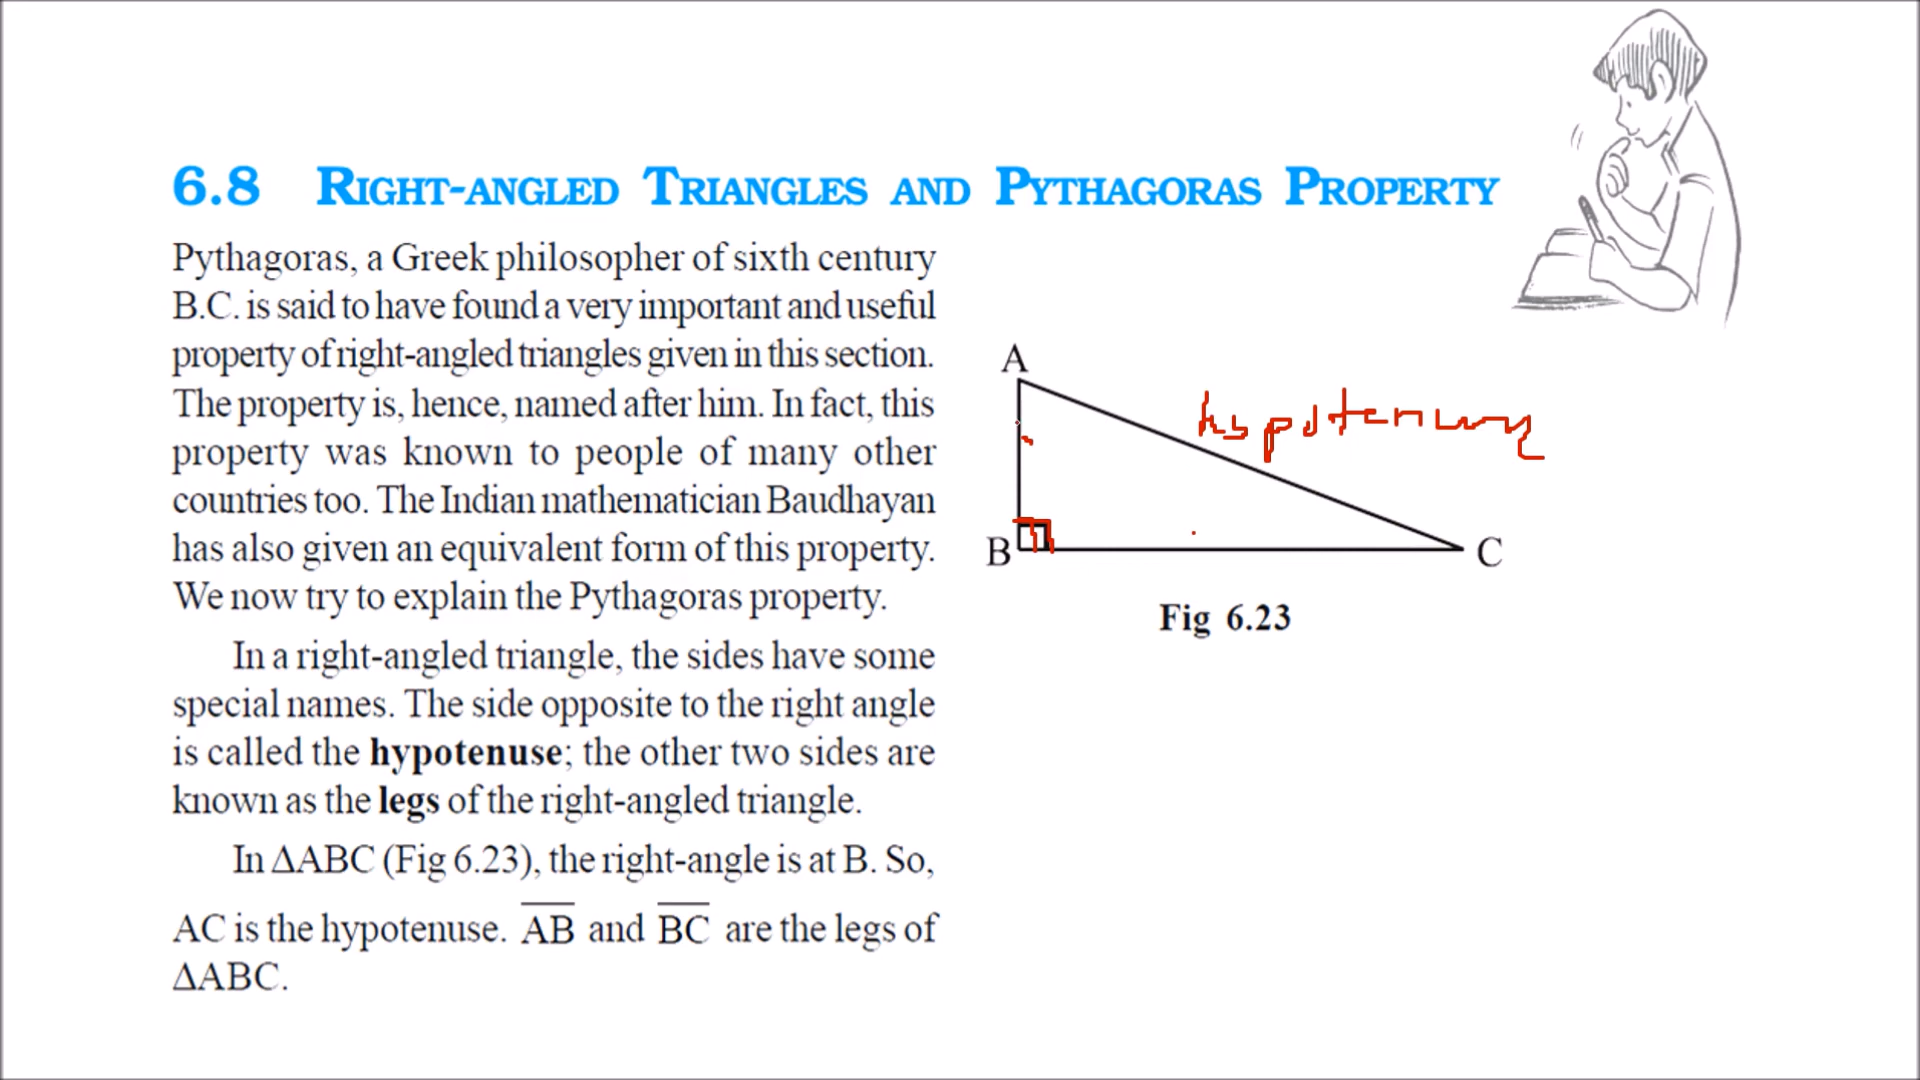 6.8 RIGHT-ANGLED TRIANGLES AND PYTHAGORAS PROPERTY
Pythagoras, a Greek philosopher of sixth century
B.C. is said to have found a very important and useful
property of right-angled triangles given in this section.
The property is, hence, named after him. In fact, this
property was known to people of many other
countries too. The Indian mathematician Baudhayan
has also given an equivalent form of this property.
We now try to explain the Pythagoras property.
In a right-angled triangle, the sides have some
special names. The side opposite to the right angle
is called the hypotenuse; the other two sides are
known as the legs of the right-angled triangle.
In ΔABC (Fig 6.23), the right-angle is at B. So,
AC is the hypotenuse. A̅B̅ and B̅C̅ are the legs of
ΔABC.
A
B
C
Fig 6.23